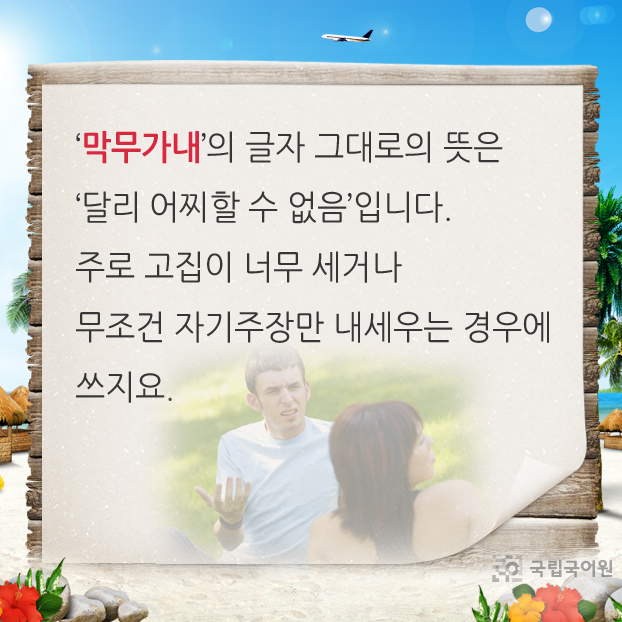 ‘막무가내’의 글자 그대로의 뜻은
‘달리 어찌할 수 없음’입니다.
주로 고집이 너무 세거나
무조건 자기주장만 내세우는 경우에
쓰지요.
국립국어원